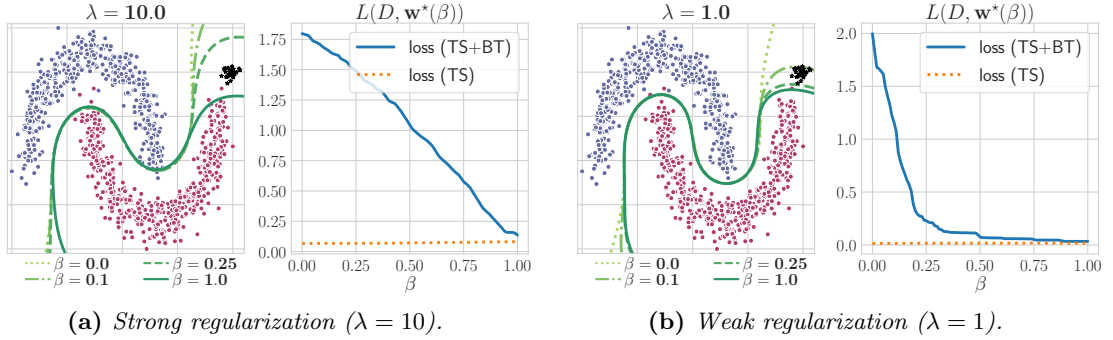 λ = 10.0
L(D, w*(β))
loss (TS+BT)
loss (TS)
1.75
1.50
1.25
1.00
0.75
0.50
0.25
0.00
0.00 0.25 0.50 0.75 1.00
β
β = 0.0 β = 0.25
β = 0.1 β = 1.0
(a) Strong regularization (λ = 10).
λ = 1.0
L(D, w*(β))
loss (TS+BT)
loss (TS)
2.0
1.5
1.0
0.5
0.0
0.00 0.25 0.50 0.75 1.00
β
β = 0.0 β = 0.25
β = 0.1 β = 1.0
(b) Weak regularization (λ = 1).